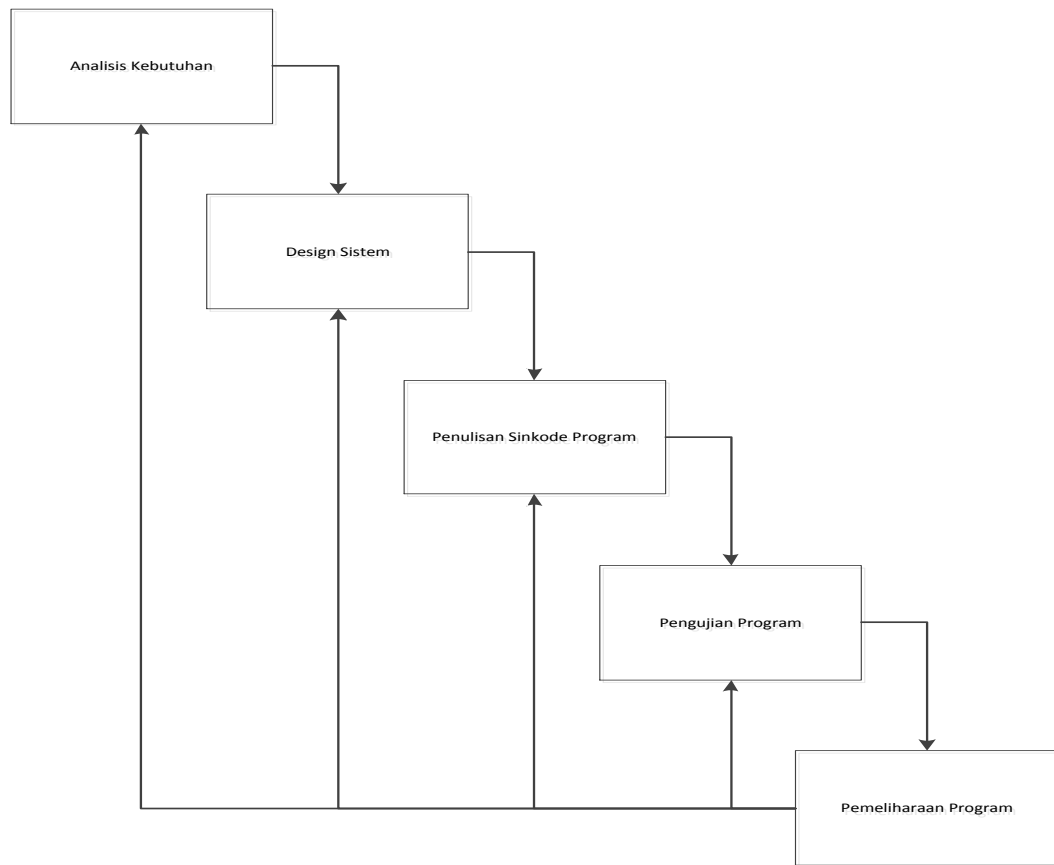 Analisis Kebutuhan
Design Sistem
Penulisan Sinkode Program
Pengujian Program
Pemeliharaan Program